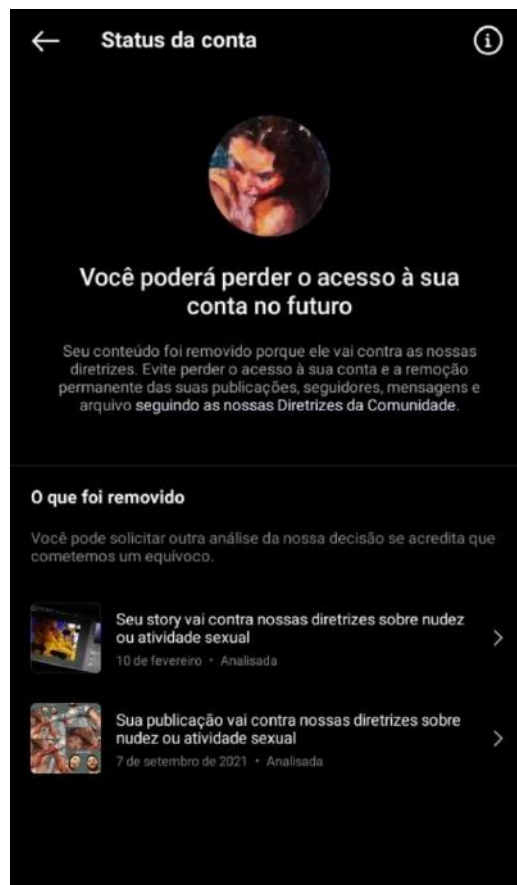 Status da conta
Você poderá perder o acesso à sua
conta no futuro
Seu conteúdo foi removido porque ele vai contra as nossas
diretrizes. Evite perder o acesso à sua conta e a remoção
permanente das suas publicações, seguidores, mensagens e
arquivo seguindo as nossas Diretrizes da Comunidade.
O que foi removido
Você pode solicitar outra análise da nossa decisão se acredita que
cometemos um equívoco.
Seu story vai contra nossas diretrizes sobre nudez
ou atividade sexual
10 de fevereiro • Analisada
Sua publicação vai contra nossas diretrizes sobre
nudez ou atividade sexual
7 de setembro de 2021 • Analisada